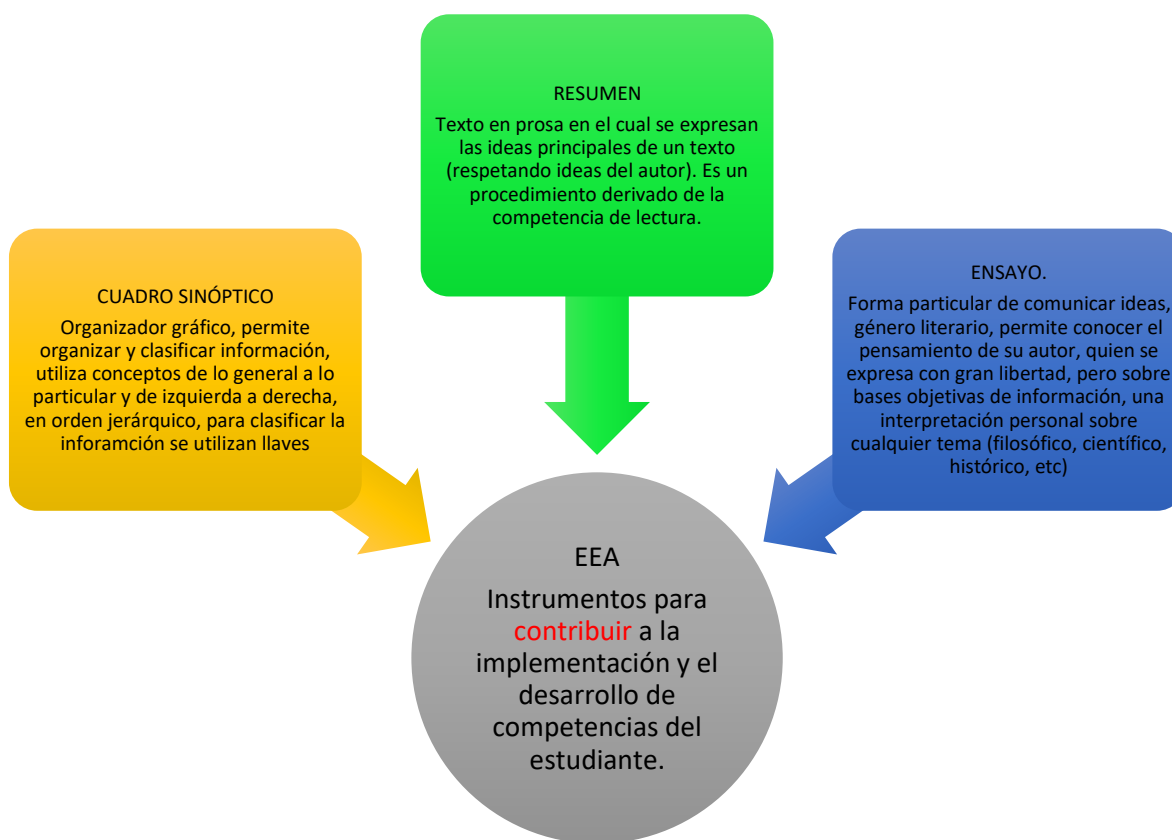 RESUMEN
Texto en prosa en el cual se expresan
las ideas principales de un texto
(respetando ideas del autor). Es un
procedimiento derivado de la
competencia de lectura.
CUADRO SINÓPTICO
Organizador gráfico, permite
organizar y clasificar información,
utiliza conceptos de lo general a lo
particular y de izquierda a derecha,
en orden jerárquico, para clasificar la
inforamción se utilizan llaves
ENSAYO.
Forma particular de comunicar ideas,
género literario, permite conocer el
pensamiento de su autor, quien se
expresa con gran libertad, pero sobre
bases objetivas de información, una
interpretación personal sobre
cualquier tema (filosófico, científico,
histórico, etc)
EEA
Instrumentos para
contribuir a la
implementación y el
desarrollo de
competencias del
estudiante.